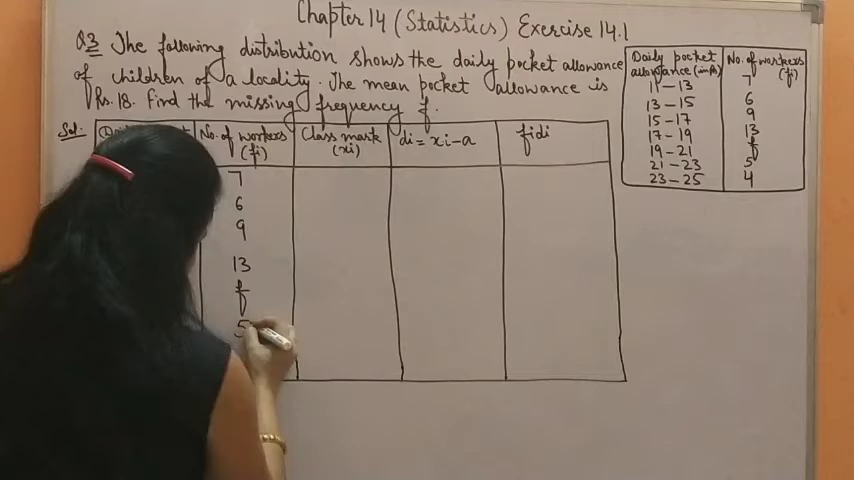 Chapter 14 (Statistics) Exercise 14.1
Q3 The following distribution shows the daily pocket allowance
of children of a locality. The mean pocket allowance is
Rs. 18. Find the missing frequency f.
Daily pocket allowance (in Rs) No. of workers (fi)
11-13 7
13-15 6
15-17 9
17-19 13
19-21 f
21-23 5
23-25 4
Sol. No. of workers (fi) Class mark (xi) di = xi - a fidi
7
6
9
13
f
5